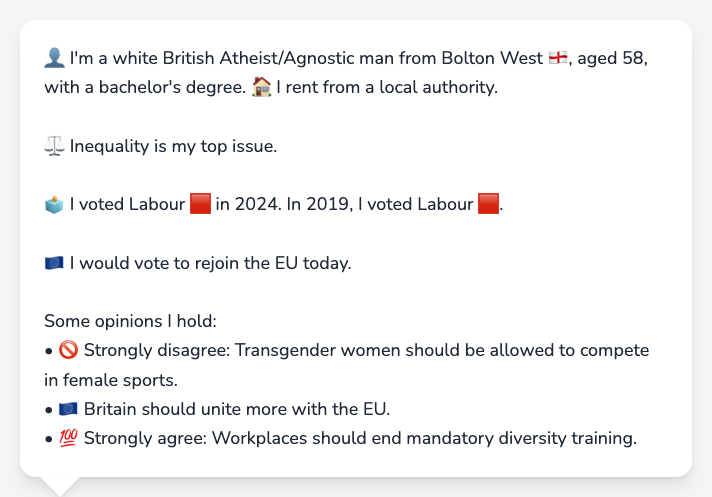 👤 I'm a white British Atheist/Agnostic man from Bolton West 🏴󠁧󠁢󠁥󠁮󠁧󠁿, aged 58,
with a bachelor's degree. 🏠 I rent from a local authority.
⚖️ Inequality is my top issue.
🗳️ I voted Labour 🟥 in 2024. In 2019, I voted Labour 🟥.
🇪🇺 I would vote to rejoin the EU today.
Some opinions I hold:
• 🚫 Strongly disagree: Transgender women should be allowed to compete
in female sports.
• 🇪🇺 Britain should unite more with the EU.
• 💯 Strongly agree: Workplaces should end mandatory diversity training.